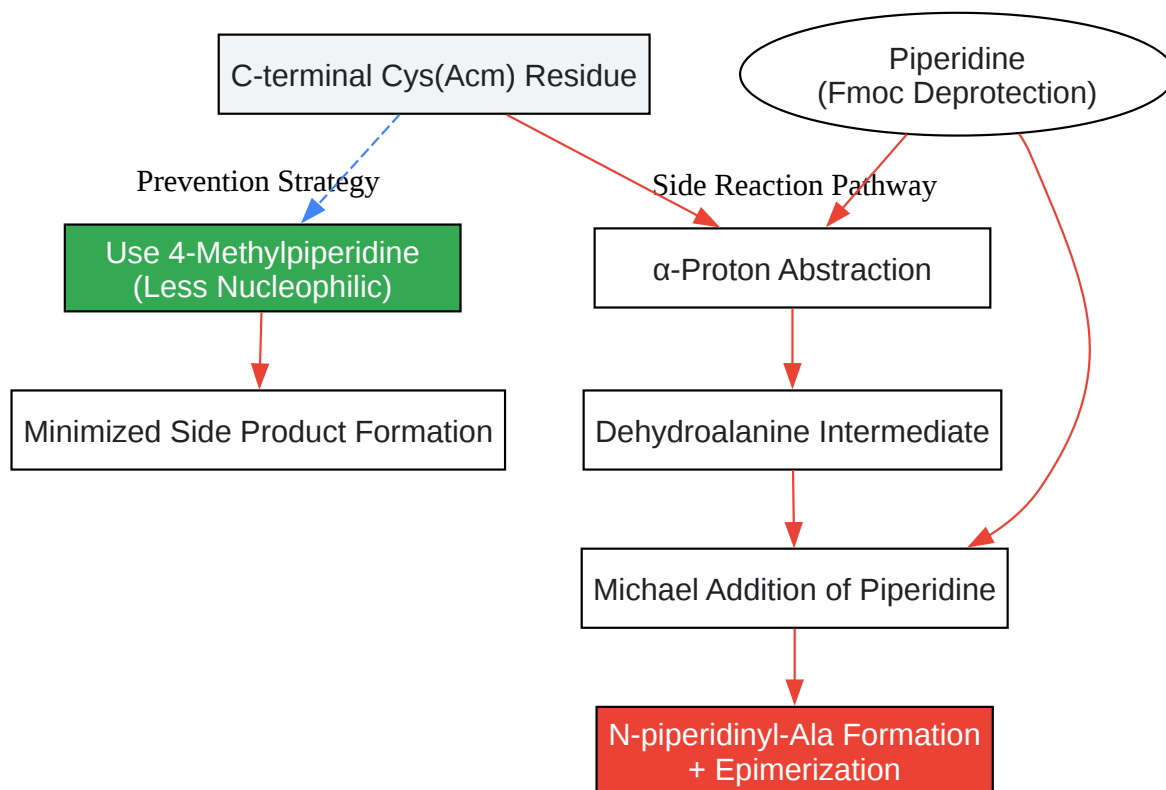 C-terminal Cys(Acm) Residue
Piperidine
(Fmoc Deprotection)
Prevention Strategy
Side Reaction Pathway
Use 4-Methylpiperidine
(Less Nucleophilic)
α-Proton Abstraction
Minimized Side Product Formation
Dehydroalanine Intermediate
Michael Addition of Piperidine
N-piperidinyl-Ala Formation
+ Epimerization